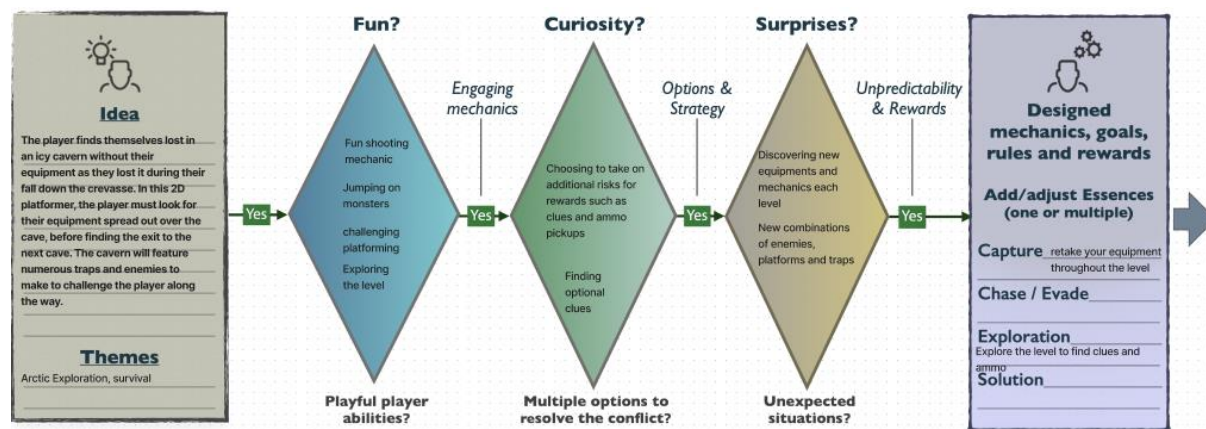 Idea
The player finds themselves lost in
an icy cavern without their
equipment as they lost it during their
fall down the crevasse. In this 2D
platformer, the player must look for
their equipment spread out over the
cave, before finding the exit to the
next cave. The cavern will feature
numerous traps and enemies to
make to challenge the player along
the way.
Themes
Arctic Exploration, survival
Yes
Fun?
Fun shooting
mechanic
Jumping on
monsters
challenging
platforming
Exploring
the level
Playful player
abilities?
Engaging
mechanics
Yes
Curiosity?
Choosing to take on
additional risks for
rewards such as
clues and ammo
pickups
Finding
optional
clues
Multiple options to
resolve the conflict?
Options &
Strategy
Yes
Surprises?
Discovering new
equipments and
mechanics each
level
New combinations
of enemies,
platforms and traps
Unexpected
situations?
Unpredictability
& Rewards
Yes
Designed
mechanics, goals,
rules and rewards
Add/adjust Essences
(one or multiple)
Capture retake your equipment
throughout the level
Chase / Evade
Exploration
Explore the level to find clues and
ammo
Solution